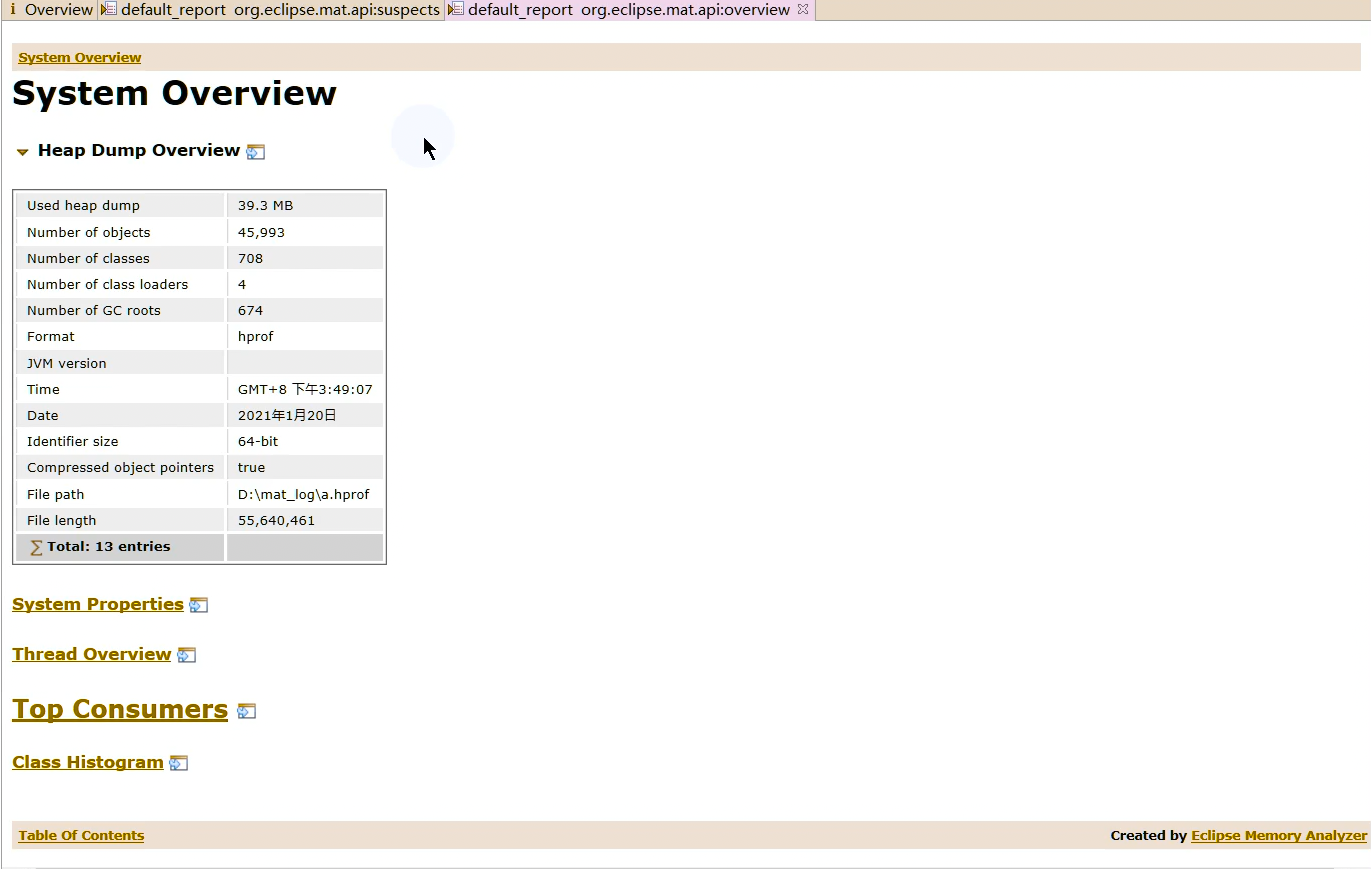 i Overview default_report org.eclipse.mat.api:suspects default_report org.eclipse.mat.api:overview
System Overview
System Overview
Heap Dump Overview
Used heap dump 39.3 MB
Number of objects 45,993
Number of classes 708
Number of class loaders 4
Number of GC roots 674
Format hprof
JVM version
Time GMT+8 下午3:49:07
Date 2021年1月20日
Identifier size 64-bit
Compressed object pointers true
File path D:\mat_log\a.hprof
File length 55,640,461
∑ Total: 13 entries
System Properties
Thread Overview
Top Consumers
Class Histogram
Table Of Contents Created by Eclipse Memory Analyzer